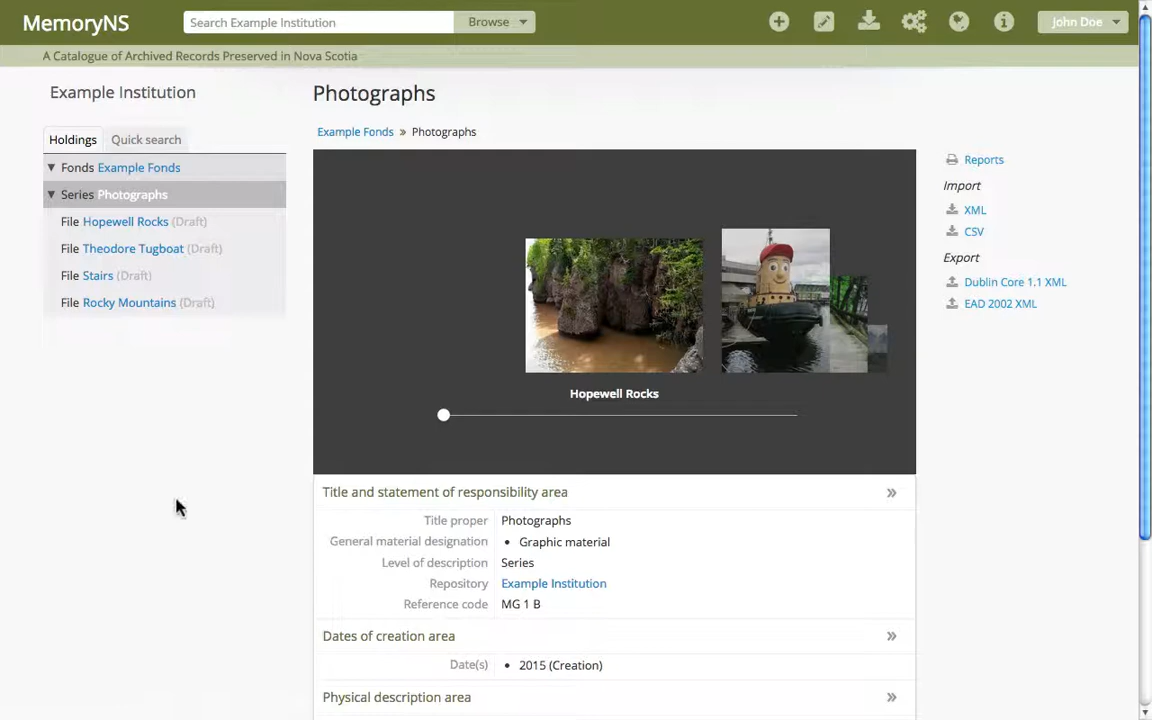 MemoryNS
Search Example Institution
Browse
John Doe
A Catalogue of Archived Records Preserved in Nova Scotia
Example Institution
Holdings
Quick search
Fonds Example Fonds
Series Photographs
File Hopewell Rocks (Draft)
File Theodore Tugboat (Draft)
File Stairs (Draft)
File Rocky Mountains (Draft)
Photographs
Example Fonds » Photographs
Hopewell Rocks
Title and statement of responsibility area »
Title proper Photographs
General material designation • Graphic material
Level of description Series
Repository Example Institution
Reference code MG 1 B
Dates of creation area »
Date(s) • 2015 (Creation)
Physical description area »
Reports
Import
XML
CSV
Export
Dublin Core 1.1 XML
EAD 2002 XML